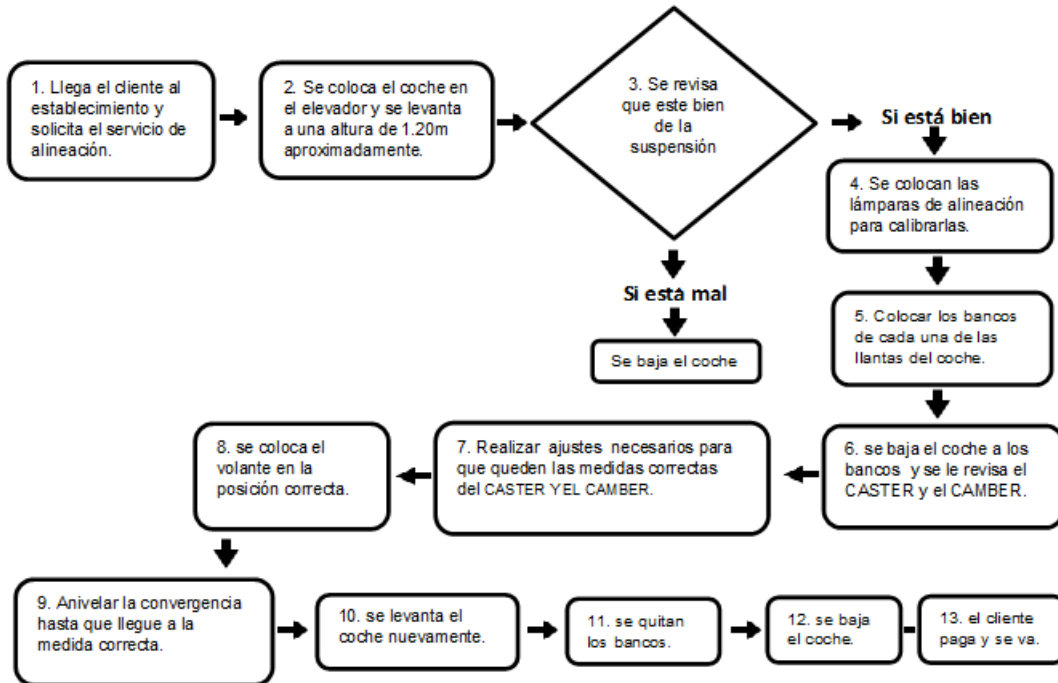 1. Llega el cliente al
establecimiento y
solicita el servicio de
alineación.
2. Se coloca el coche en
el elevador y se levanta
a una altura de 1.20m
aproximadamente.
3. Se revisa
que este bien
de la
suspensión
Si está bien
4. Se colocan las
lámparas de alineación
para calibrarlas.
Si está mal
Se baja el coche
5. Colocar los bancos
de cada una de las
llantas del coche.
6. se baja el coche a los
bancos y se le revisa el
CASTER y el CAMBER.
7. Realizar ajustes necesarios para
que queden las medidas correctas
del CASTER YEL CAMBER.
8. se coloca el
volante en la
posición correcta.
9. Anivelar la convergencia
hasta que llegue a la
medida correcta.
10. se levanta el
coche nuevamente.
11. se quitan
los bancos.
12. se baja
el coche.
13. el cliente
paga y se va.